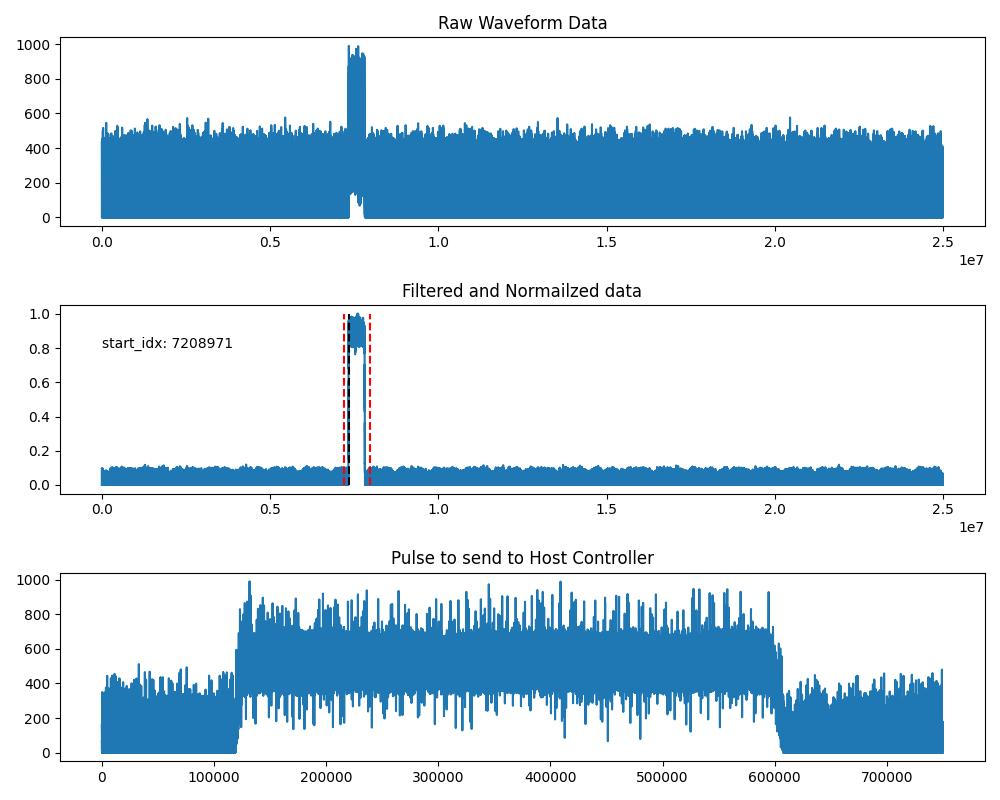 Raw Waveform Data
1000
800
600
400
200
0
0.0 0.5 1.0 1.5 2.0 2.5
1e7
Filtered and Normailzed data
1.0
start_idx: 7208971
0.8
0.6
0.4
0.2
0.0
0.0 0.5 1.0 1.5 2.0 2.5
1e7
Pulse to send to Host Controller
1000
800
600
400
200
0
0 100000 200000 300000 400000 500000 600000 700000